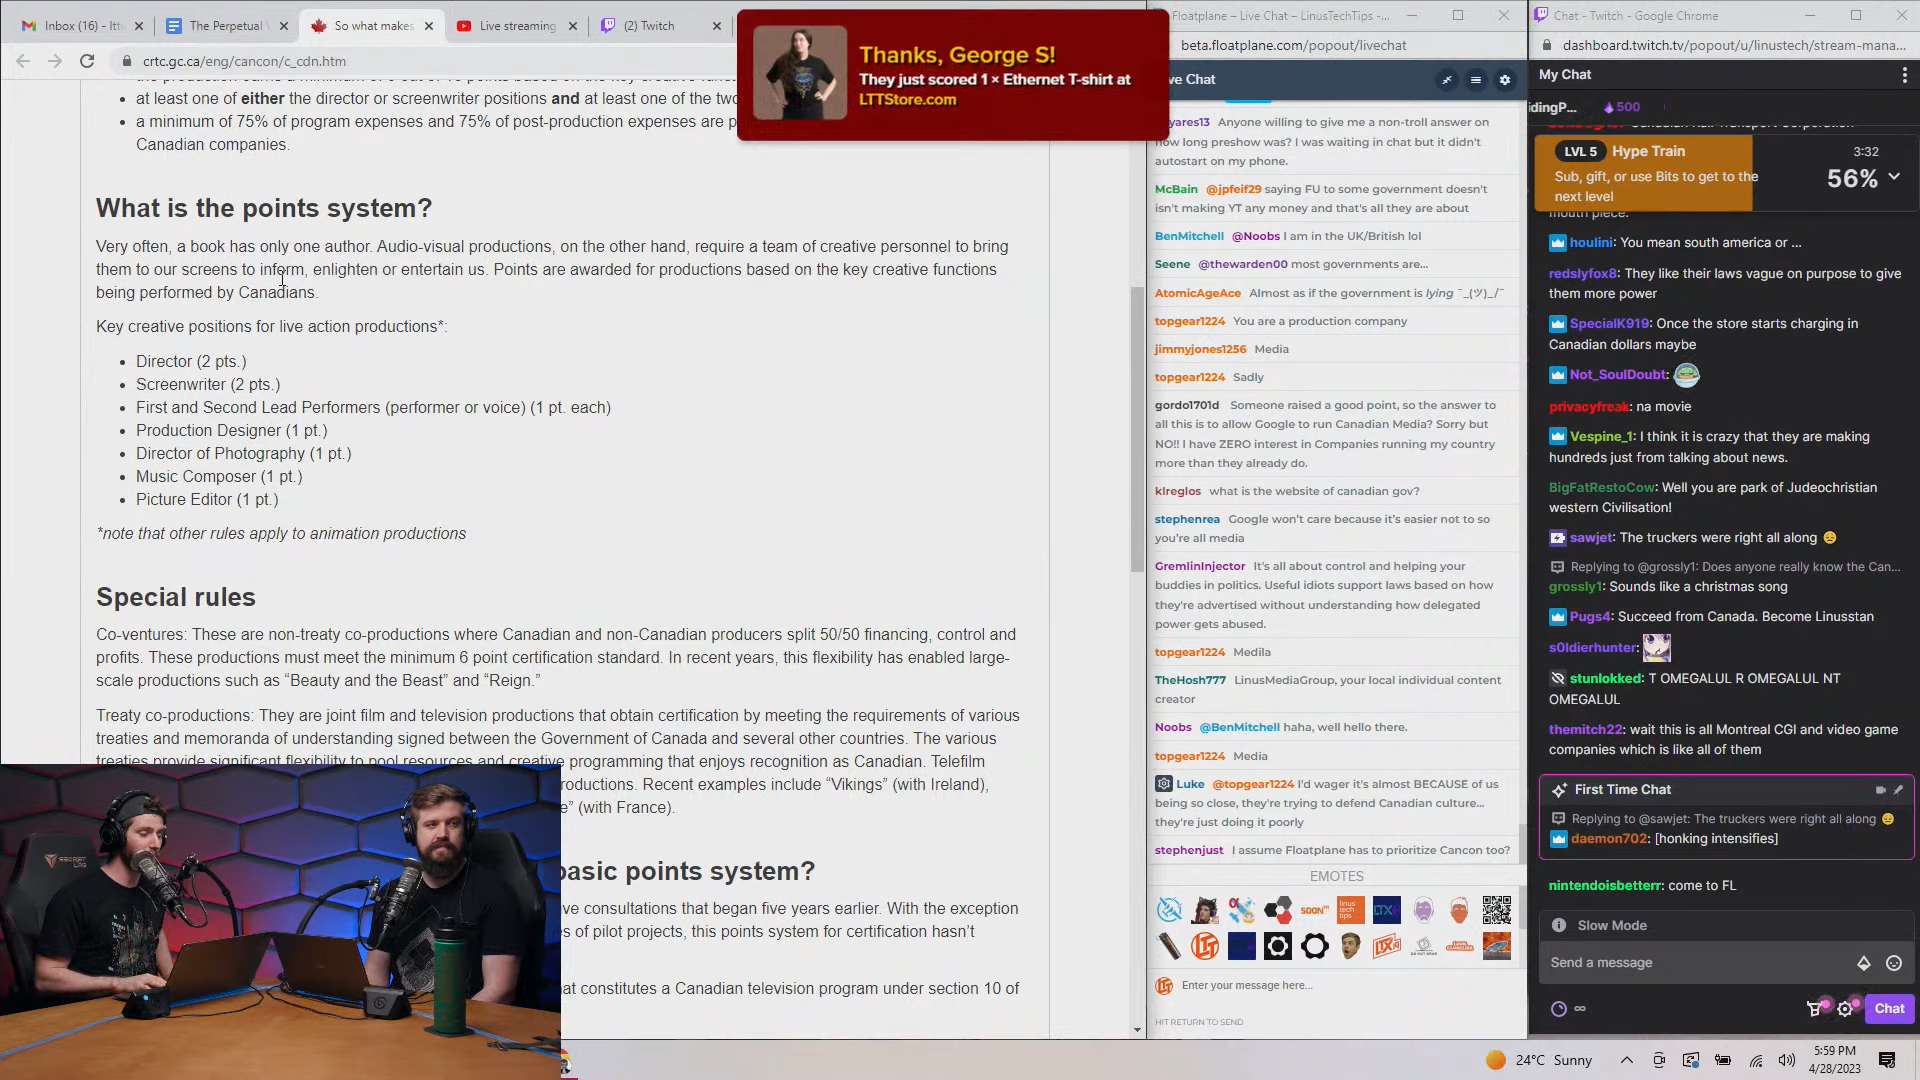 Inbox (16) - ltt
The Perpetual
So what makes
Live streaming
(2) Twitch
crtc.gc.ca/eng/cancon/c_cdn.htm
at least one of either the director or screenwriter positions and at least one of the two
a minimum of 75% of program expenses and 75% of post-production expenses are p
Canadian companies.
What is the points system?
Very often, a book has only one author. Audio-visual productions, on the other hand, require a team of creative personnel to bring
them to our screens to inform, enlighten or entertain us. Points are awarded for productions based on the key creative functions
being performed by Canadians.
Key creative positions for live action productions*:
Director (2 pts.)
Screenwriter (2 pts.)
First and Second Lead Performers (performer or voice) (1 pt. each)
Production Designer (1 pt.)
Director of Photography (1 pt.)
Music Composer (1 pt.)
Picture Editor (1 pt.)
*note that other rules apply to animation productions
Special rules
Co-ventures: These are non-treaty co-productions where Canadian and non-Canadian producers split 50/50 financing, control and
profits. These productions must meet the minimum 6 point certification standard. In recent years, this flexibility has enabled large-
scale productions such as “Beauty and the Beast” and “Reign.”
Treaty co-productions: They are joint film and television productions that obtain certification by meeting the requirements of various
treaties and memoranda of understanding signed between the Government of Canada and several other countries. The various
treaties provide significant flexibility to pool resources and creative programming that enjoys recognition as Canadian. Telefilm
roductions. Recent examples include “Vikings” (with Ireland),
e” (with France).
basic points system?
ve consultations that began five years earlier. With the exception
s of pilot projects, this points system for certification hasn’t
at constitutes a Canadian television program under section 10 of
SECRET LAB
Thanks, George S!
They just scored 1 × Ethernet T-shirt at
LTTStore.com
Floatplane – Live Chat – LinusTechTips -...
beta.floatplane.com/popout/livechat
ve Chat
yares13 Anyone willing to give me a non-troll answer on
how long preshow was? I was waiting in chat but it didn't
autostart on my phone.
McBain @jpfeif29 saying FU to some government doesn't
isn't making YT any money and that's all they are about
BenMitchell @Noobs I am in the UK/British lol
Seene @thewarden00 most governments are...
AtomicAgeAce Almost as if the government is lying ¯_(ツ)_/¯
topgear1224 You are a production company
jimmyjones1256 Media
topgear1224 Sadly
gordo1701d Someone raised a good point, so the answer to
all this is to allow Google to run Canadian Media? Sorry but
NO!! I have ZERO interest in Companies running my country
more than they already do.
klreglos what is the website of canadian gov?
stephenrea Google won't care because it's easier not to so
you're all media
GremlinInjector It's all about control and helping your
buddies in politics. Useful idiots support laws based on how
they're advertised without understanding how delegated
power gets abused.
topgear1224 Medila
TheHosh777 LinusMediaGroup, your local individual content
creator
Noobs @BenMitchell haha, well hello there.
topgear1224 Media
Luke @topgear1224 I'd wager it's almost BECAUSE of us
being so close, they're trying to defend Canadian culture...
they're just doing it poorly
stephenjust I assume Floatplane has to prioritize Cancon too?
EMOTES
SOON™
linus tech tips
LTX
Enter your message here...
HIT RETURN TO SEND
Chat - Twitch - Google Chrome
dashboard.twitch.tv/popout/u/linustech/stream-mana...
My Chat
idingP... 500
LVL 5 Hype Train 3:32
Sub, gift, or use Bits to get to the
next level
56%
mouth piece.
houlini: You mean south america or ...
redslyfox8: They like their laws vague on purpose to give
them more power
SpecialK919: Once the store starts charging in
Canadian dollars maybe
Not_SoulDoubt:
privacyfreak: na movie
Vespine_1: I think it is crazy that they are making
hundreds just from talking about news.
BigFatRestoCow: Well you are park of Judeochristian
western Civilisation!
sawjet: The truckers were right all along 😔
Replying to @grossly1: Does anyone really know the Can...
grossly1: Sounds like a christmas song
Pugs4: Succeed from Canada. Become Linusstan
s0ldierhunter:
stunlokked: T OMEGALUL R OMEGALUL NT
OMEGALUL
themitch22: wait this is all Montreal CGI and video game
companies which is like all of them
First Time Chat
Replying to @sawjet: The truckers were right all along 😔
daemon702: [honking intensifies]
nintendoisbetterr: come to FL
Slow Mode
Send a message
Chat
24°C Sunny
5:59 PM
4/28/2023